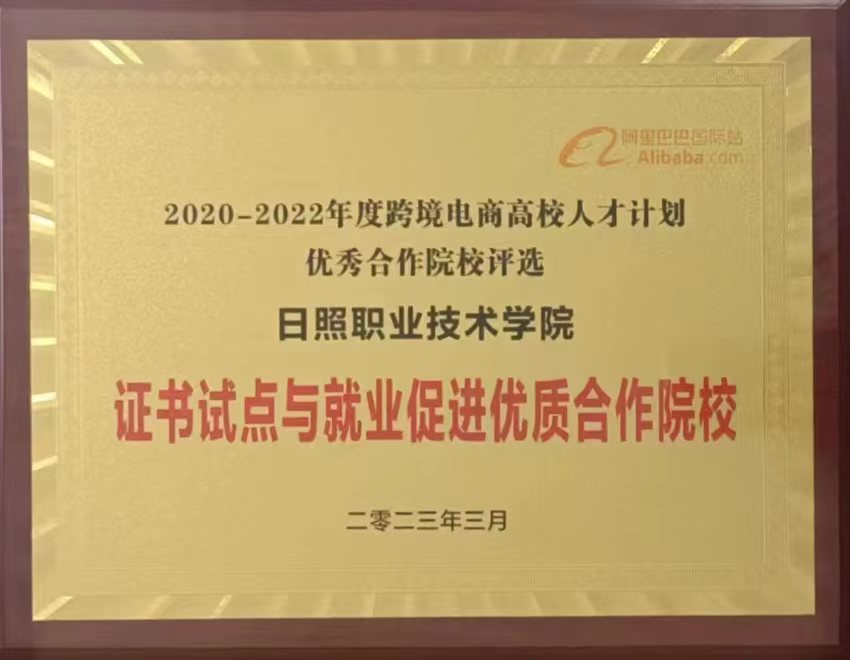 阿里巴巴国际站
Alibaba.com
2020-2022年度跨境电商高校人才计划
优秀合作院校评选
日照职业技术学院
证书试点与就业促进优质合作院校
二零二三年三月